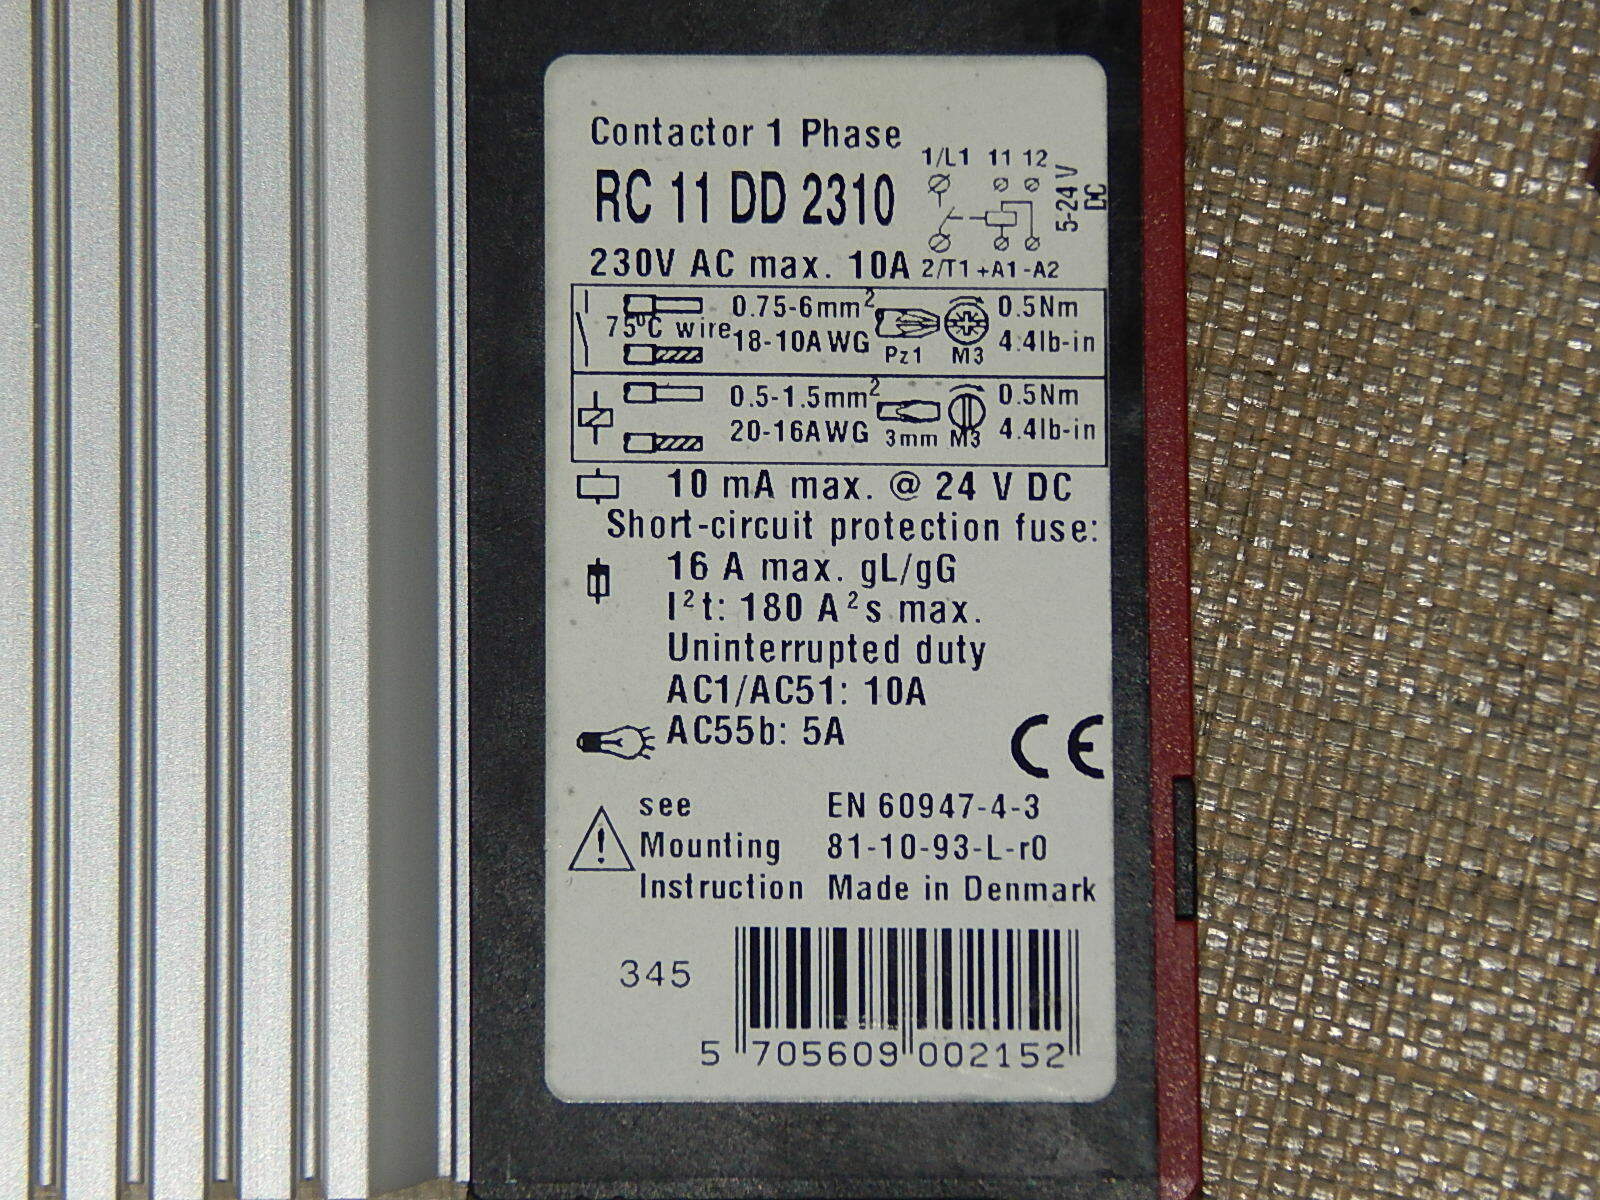 Contactor 1 Phase
RC 11 DD 2310
1/L1 11 12
5-24 V
DC
230V AC max. 10A
2/T1 +A1 -A2
75°C wire
0.75-6mm²
18-10AWG
Pz1
M3
0.5Nm
4.4lb-in
0.5-1.5mm²
20-16AWG
3mm
M3
0.5Nm
4.4lb-in
10 mA max. @ 24 V DC
Short-circuit protection fuse:
16 A max. gL/gG
I²t: 180 A²s max.
Uninterrupted duty
AC1/AC51: 10A
AC55b: 5A
CE
see
Mounting
Instruction
EN 60947-4-3
81-10-93-L-r0
Made in Denmark
345
5 705609 002152